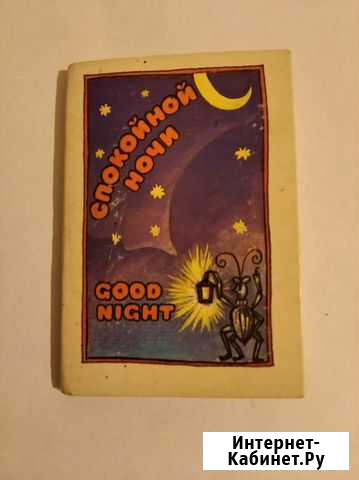 СПОКОЙНОЙ
НОЧИ
GOOD
NIGHT
Интернет-
Кабинет.Ру